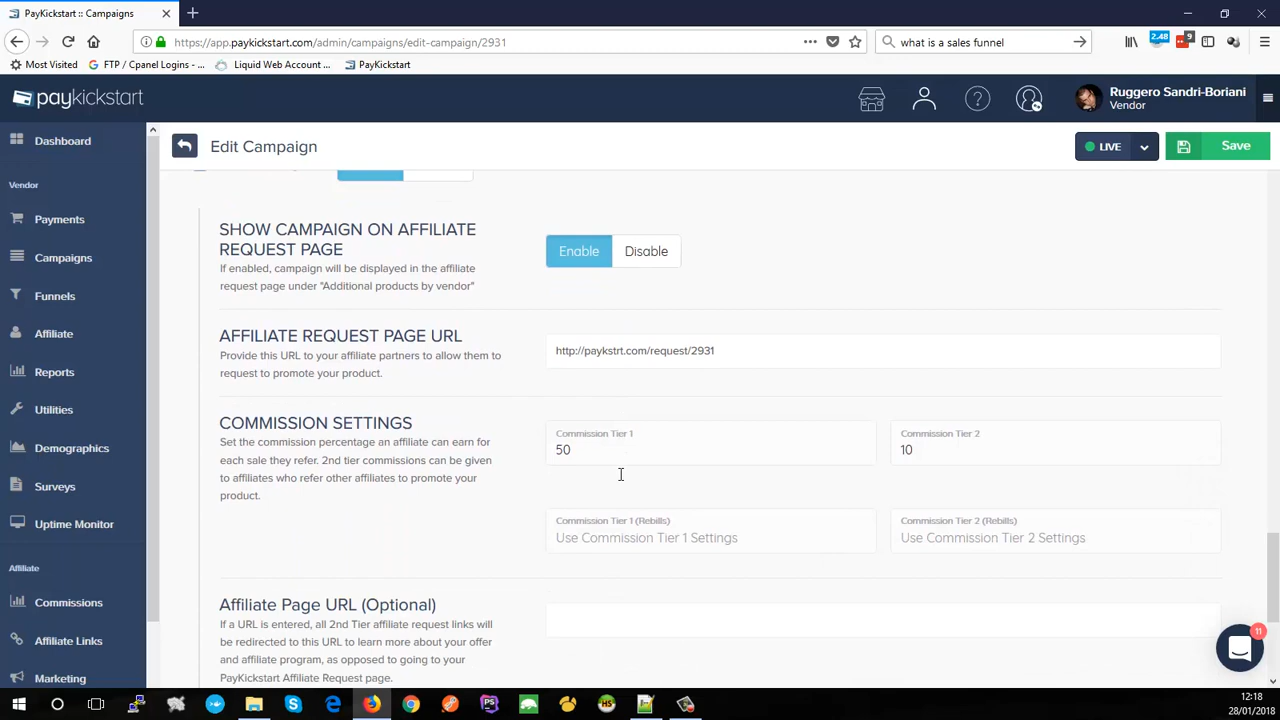 PayKickstart :: Campaigns
https://app.paykickstart.com/admin/campaigns/edit-campaign/2931
what is a sales funnel
2.48
9
Most Visited
FTP / Cpanel Logins - ...
Liquid Web Account ...
PayKickstart
paykickstart
Ruggero Sandri-Boriani
Vendor
Dashboard
Vendor
Payments
Campaigns
Funnels
Affiliate
Reports
Utilities
Demographics
Surveys
Uptime Monitor
Affiliate
Commissions
Affiliate Links
Marketing
Edit Campaign
LIVE
Save
SHOW CAMPAIGN ON AFFILIATE
REQUEST PAGE
If enabled, campaign will be displayed in the affiliate
request page under "Additional products by vendor"
Enable
Disable
AFFILIATE REQUEST PAGE URL
Provide this URL to your affiliate partners to allow them to
request to promote your product.
http://paykstrt.com/request/2931
COMMISSION SETTINGS
Set the commission percentage an affiliate can earn for
each sale they refer. 2nd tier commissions can be given
to affiliates who refer other affiliates to promote your
product.
Commission Tier 1
50
Commission Tier 2
10
Commission Tier 1 (Rebills)
Use Commission Tier 1 Settings
Commission Tier 2 (Rebills)
Use Commission Tier 2 Settings
Affiliate Page URL (Optional)
If a URL is entered, all 2nd Tier affiliate request links will
be redirected to this URL to learn more about your offer
and affiliate program, as opposed to going to your
PayKickstart Affiliate Request page.
11
PS
HS
12:18
28/01/2018